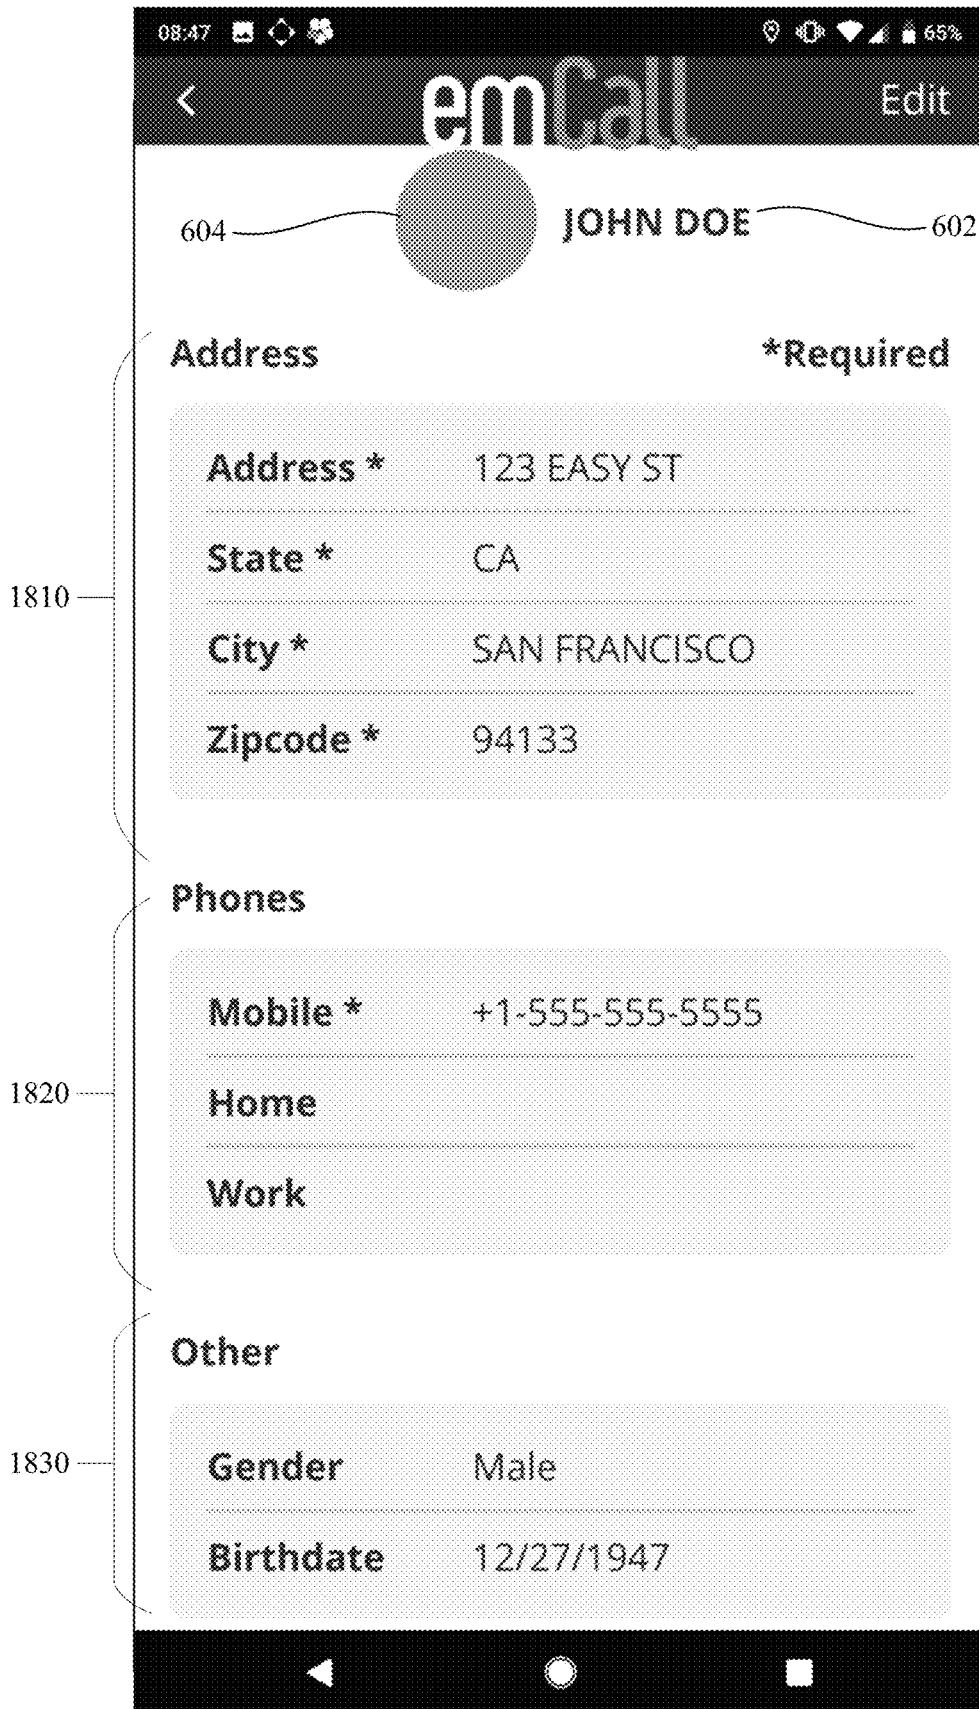 08:47 65%
emCall Edit
604 JOHN DOE 602
Address *Required
Address * 123 EASY ST
State * CA
1810
City * SAN FRANCISCO
Zipcode * 94133
Phones
Mobile * +1-555-555-5555
1820 Home
Work
Other
1830 Gender Male
Birthdate 12/27/1947